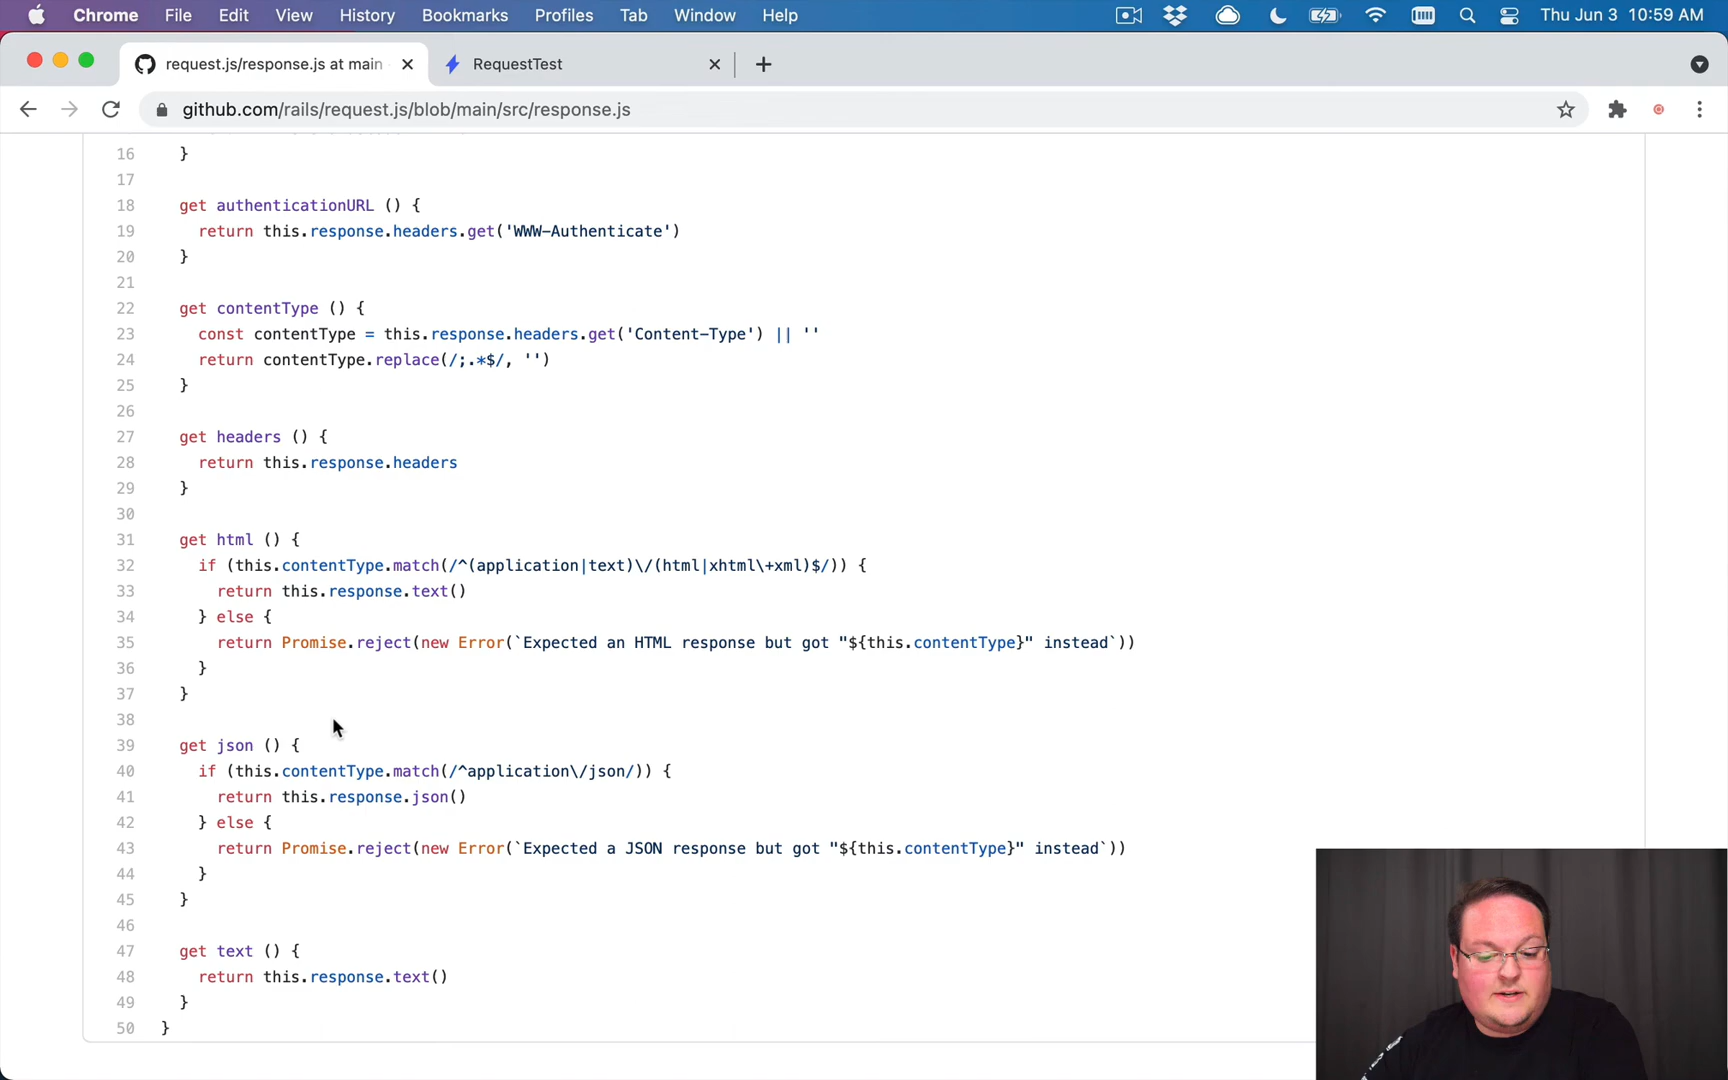 Chrome File Edit View History Bookmarks Profiles Tab Window Help Thu Jun 3 10:59 AM
request.js/response.js at main RequestTest
github.com/rails/request.js/blob/main/src/response.js
16 }
17
18 get authenticationURL () {
19 return this.response.headers.get('WWW-Authenticate')
20 }
21
22 get contentType () {
23 const contentType = this.response.headers.get('Content-Type') || ''
24 return contentType.replace(/;.*$/, '')
25 }
26
27 get headers () {
28 return this.response.headers
29 }
30
31 get html () {
32 if (this.contentType.match(/^(application|text)\/(html|xhtml\+xml)$/)) {
33 return this.response.text()
34 } else {
35 return Promise.reject(new Error(`Expected an HTML response but got "${this.contentType}" instead`))
36 }
37 }
38
39 get json () {
40 if (this.contentType.match(/^application\/json/)) {
41 return this.response.json()
42 } else {
43 return Promise.reject(new Error(`Expected a JSON response but got "${this.contentType}" instead`))
44 }
45 }
46
47 get text () {
48 return this.response.text()
49 }
50 }